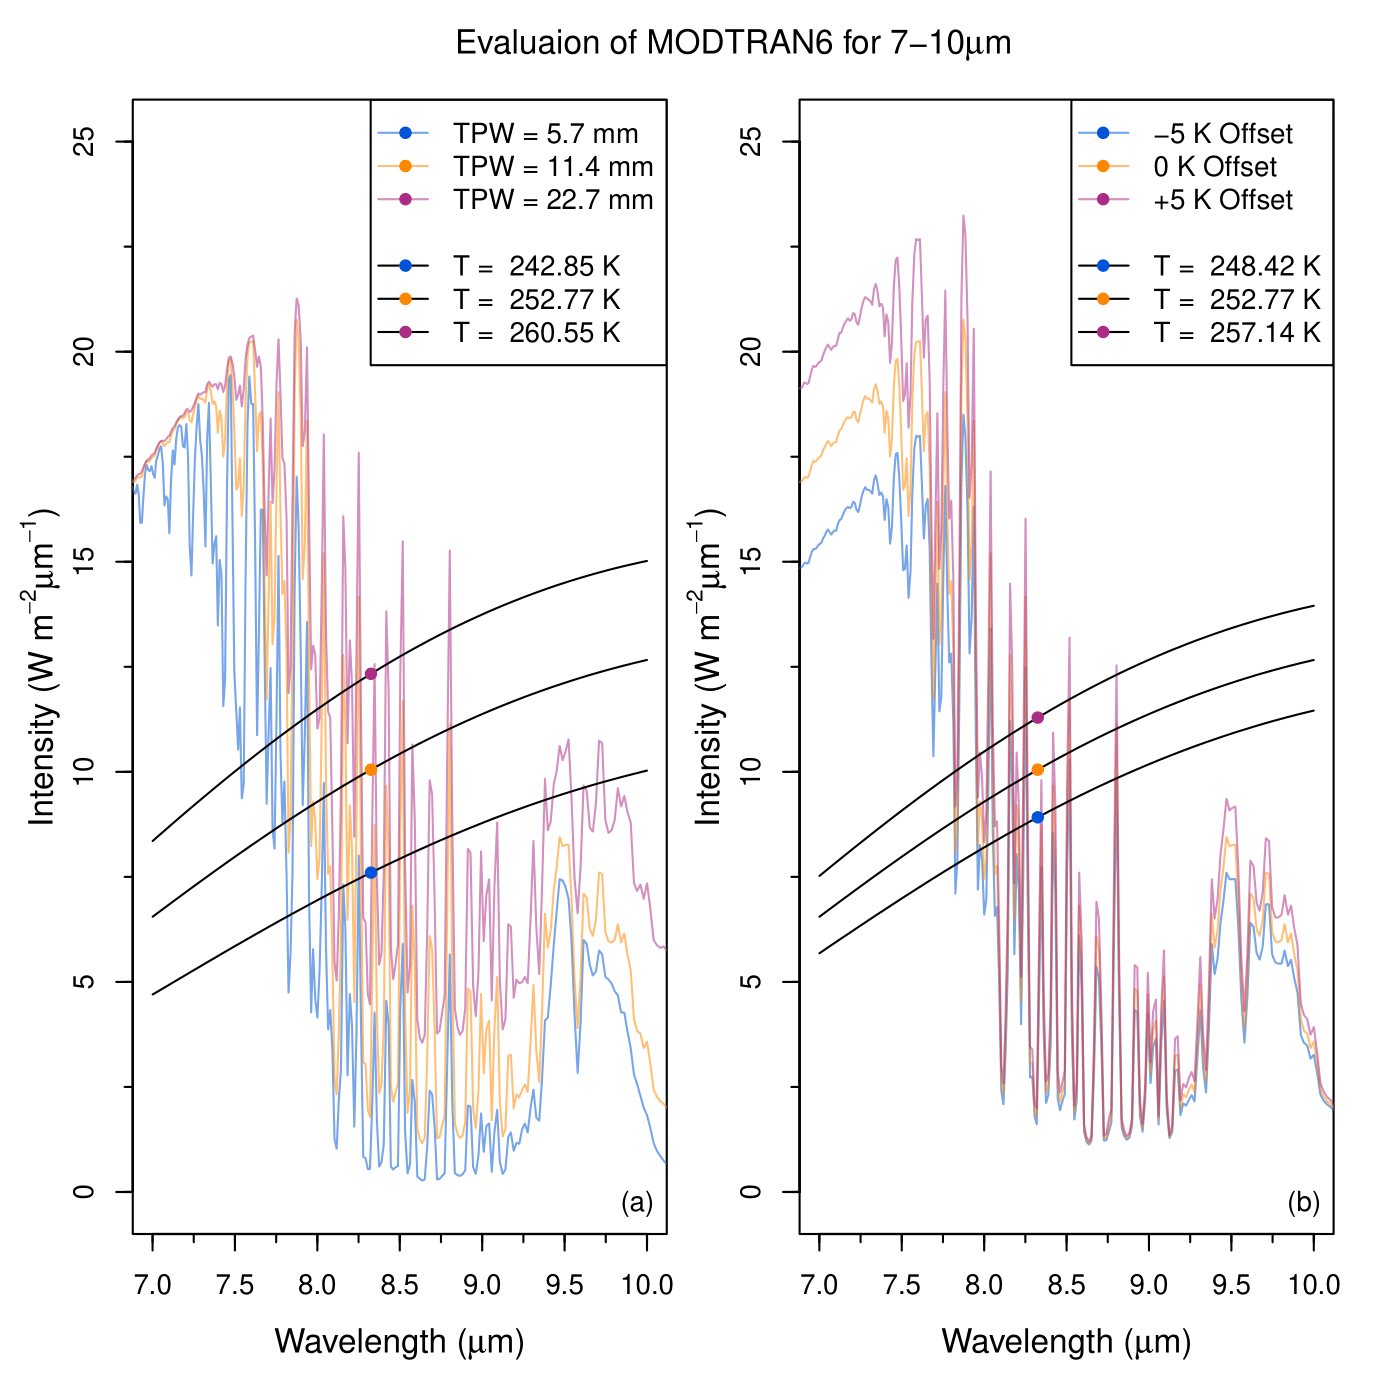 Evaluaion of MODTRAN6 for 7−10μm
TPW = 5.7 mm
TPW = 11.4 mm
TPW = 22.7 mm
T = 242.85 K
T = 252.77 K
T = 260.55 K
25
20
15
10
5
0
Intensity (W m⁻²μm⁻¹)
(a)
7.0 7.5 8.0 8.5 9.0 9.5 10.0
Wavelength (μm)
−5 K Offset
0 K Offset
+5 K Offset
T = 248.42 K
T = 252.77 K
T = 257.14 K
25
20
15
10
5
0
Intensity (W m⁻²μm⁻¹)
(b)
7.0 7.5 8.0 8.5 9.0 9.5 10.0
Wavelength (μm)